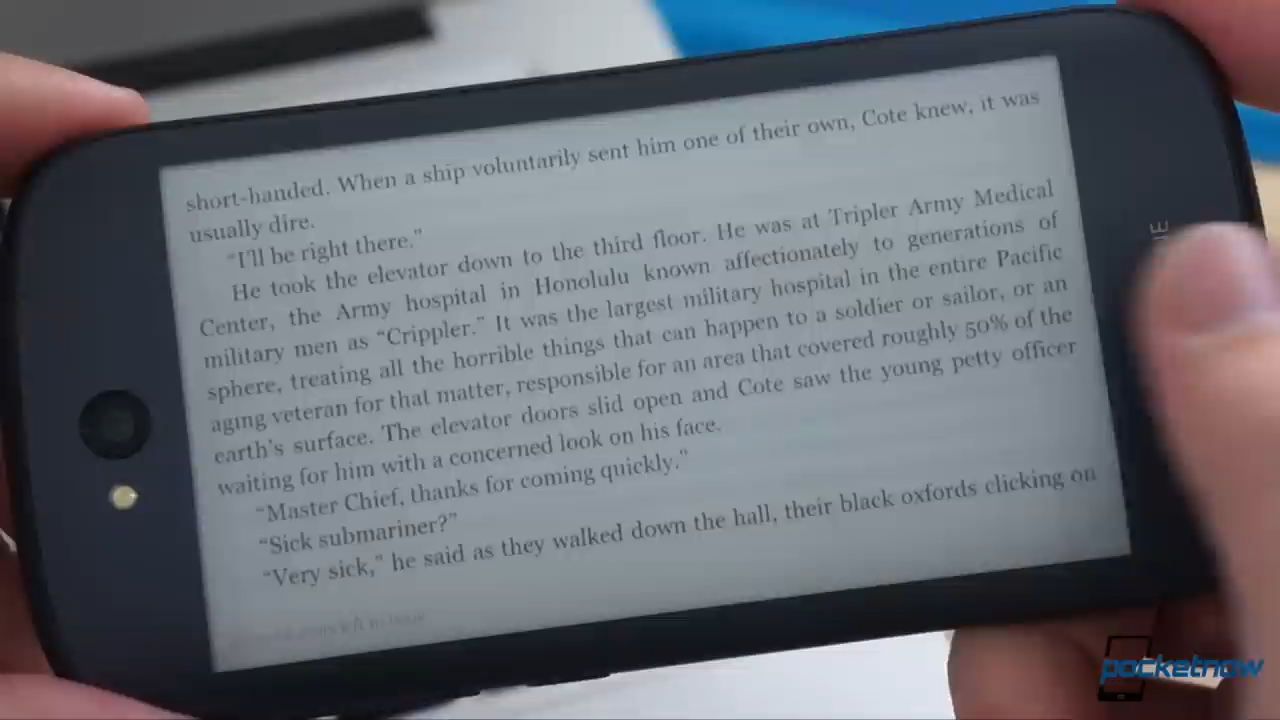 short-handed. When a ship voluntarily sent him one of their own, Cote knew, it was
usually dire.
“I’ll be right there.”
He took the elevator down to the third floor. He was at Tripler Army Medical
Center, the Army hospital in Honolulu known affectionately to generations of
military men as “Crippler.” It was the largest military hospital in the entire Pacific
sphere, treating all the horrible things that can happen to a soldier or sailor, or an
aging veteran for that matter, responsible for an area that covered roughly 50% of the
earth’s surface. The elevator doors slid open and Cote saw the young petty officer
waiting for him with a concerned look on his face.
“Master Chief, thanks for coming quickly.”
“Sick submariner?”
“Very sick,” he said as they walked down the hall, their black oxfords clicking on
pocketnow